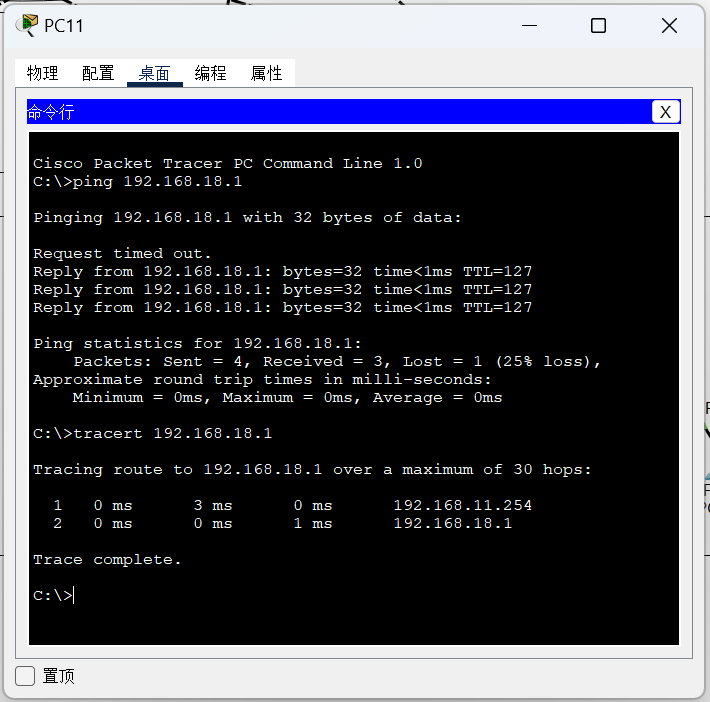 PC11
物理 配置 桌面 编程 属性
命令行 X
Cisco Packet Tracer PC Command Line 1.0
C:\>ping 192.168.18.1
Pinging 192.168.18.1 with 32 bytes of data:
Request timed out.
Reply from 192.168.18.1: bytes=32 time<1ms TTL=127
Reply from 192.168.18.1: bytes=32 time<1ms TTL=127
Reply from 192.168.18.1: bytes=32 time<1ms TTL=127
Ping statistics for 192.168.18.1:
Packets: Sent = 4, Received = 3, Lost = 1 (25% loss),
Approximate round trip times in milli-seconds:
Minimum = 0ms, Maximum = 0ms, Average = 0ms
C:\>tracert 192.168.18.1
Tracing route to 192.168.18.1 over a maximum of 30 hops:
1 0 ms 3 ms 0 ms 192.168.11.254
2 0 ms 0 ms 1 ms 192.168.18.1
Trace complete.
C:\>
置顶